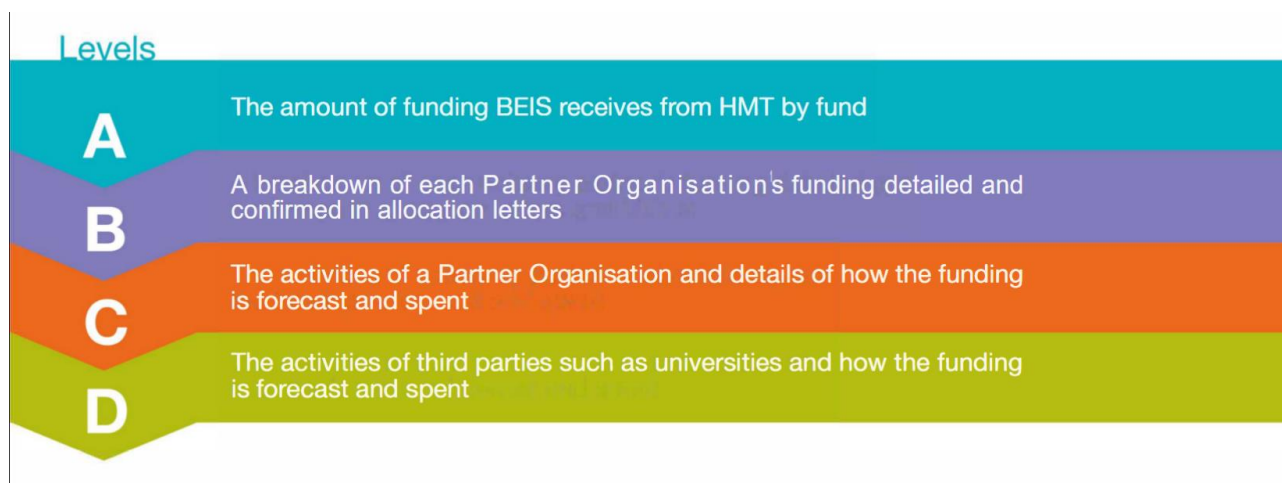 Levels
A
The amount of funding BEIS receives from HMT by fund
B
A breakdown of each Partner Organisation's funding detailed and
confirmed in allocation letters
C
The activities of a Partner Organisation and details of how the funding
is forecast and spent
D
The activities of third parties such as universities and how the funding
is forecast and spent